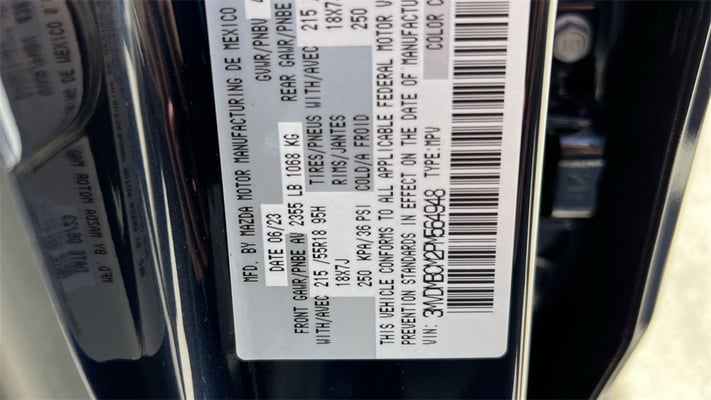 MFD. BY MAZDA MOTOR MANUFACTURING DE MEXICO
DATE 06/23 GVWR/PNBV
FRONT GAWR/PNBE AV 2355 LB 1068 KG REAR GAWR/PNBE
WITH/AVEC 215/55R18 95H TIRES/PNEUS WITH/AVEC 215
18X7J RIMS/JANTES 18X7
250 KPA/36 PSI COLD/A FROID 250
THIS VEHICLE CONFORMS TO ALL APPLICABLE FEDERAL MOTOR V
PREVENTION STANDARDS IN EFFECT ON THE DATE OF MANUFACTU
VIN: 3MVDMBCM2PM564948 TYPE:MPV COLOR C